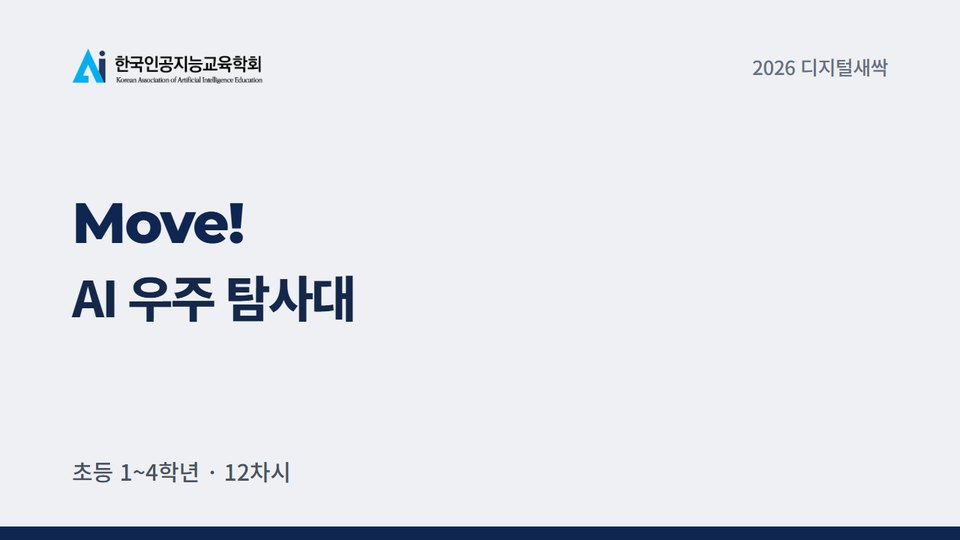 한국인공지능교육학회
Korean Association of Artificial Intelligence Education
2026 디지털새싹
Move!
AI 우주 탐사대
초등 1~4학년 · 12차시